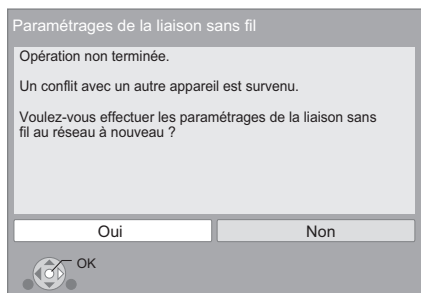 Paramétrages de la liaison sans fil
Opération non terminée.
Un conflit avec un autre appareil est survenu.
Voulez-vous effectuer les paramétrages de la liaison sans
fil au réseau à nouveau ?
Oui
Non
OK